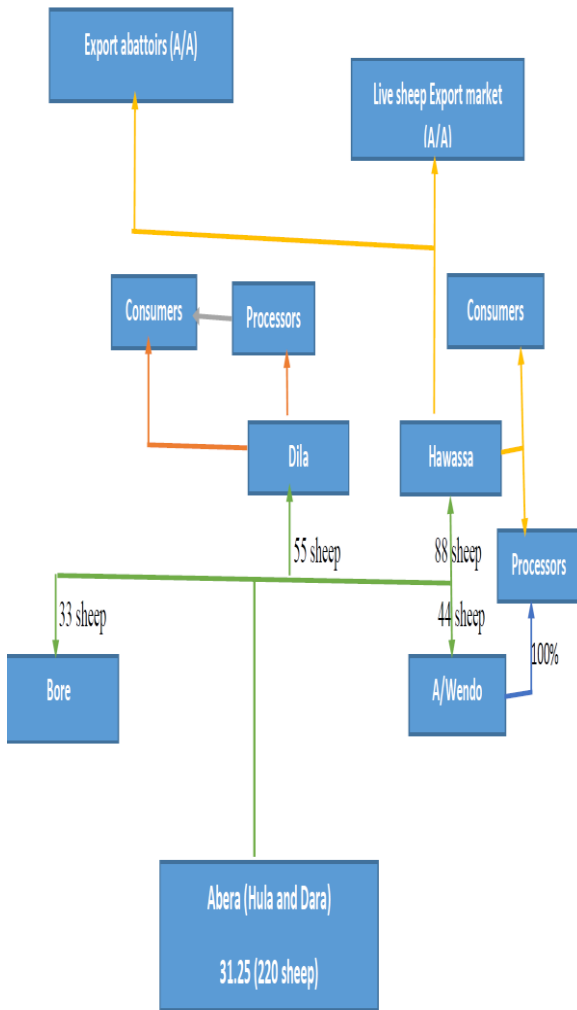 Export abattoirs (A/A)
Live sheep Export market
(A/A)
Consumers
Processors
Consumers
Dila
Hawassa
55 sheep
88 sheep
Processors
33 sheep
44 sheep
100%
Bore
A/Wendo
Abera (Hula and Dara)
31.25 (220 sheep)